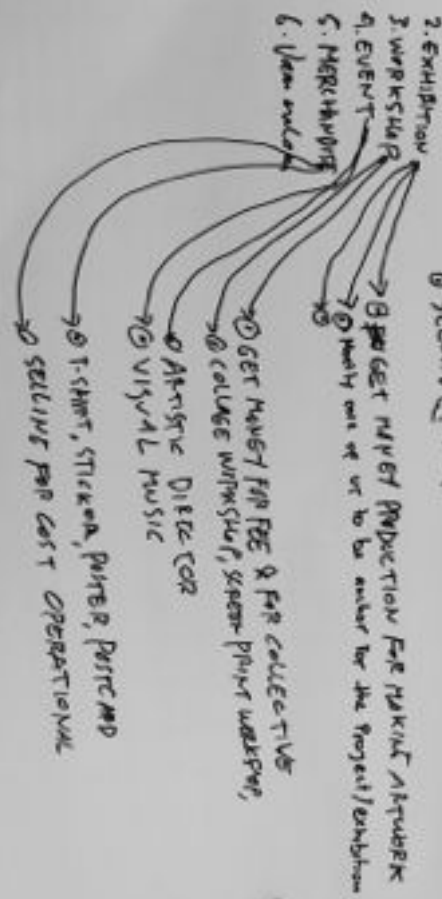 2. EXHIBITION
3. WORKSHOP
4. EVENT
5. MERCHANDISE
6.
GET MONEY PRODUCTION FOR MAKING ARTWORK
Mostly one of us to be anchor for the Project/exhibition
① GET MONEY FOR FEE & FOR COLLECTIVE
② COLLAGE WORKSHOP, SCREEN PRINT WORKSHOP,
ARTISTIC DIRECTOR
VISUAL MUSIC
T-SHIRT, STICKER, POSTER, POSTCARD
SELLING FOR COST OPERATIONAL